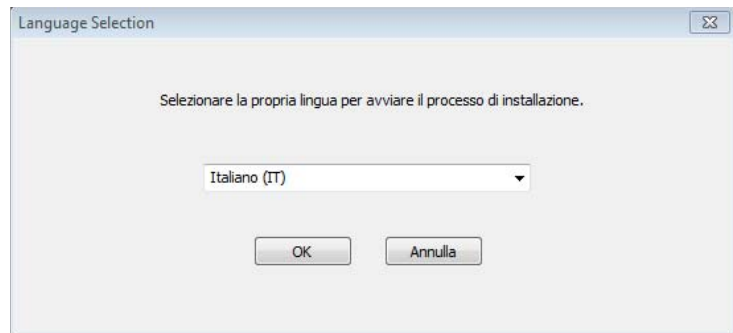 Language Selection
Selezionare la propria lingua per avviare il processo di installazione.
Italiano (IT)
OK
Annulla